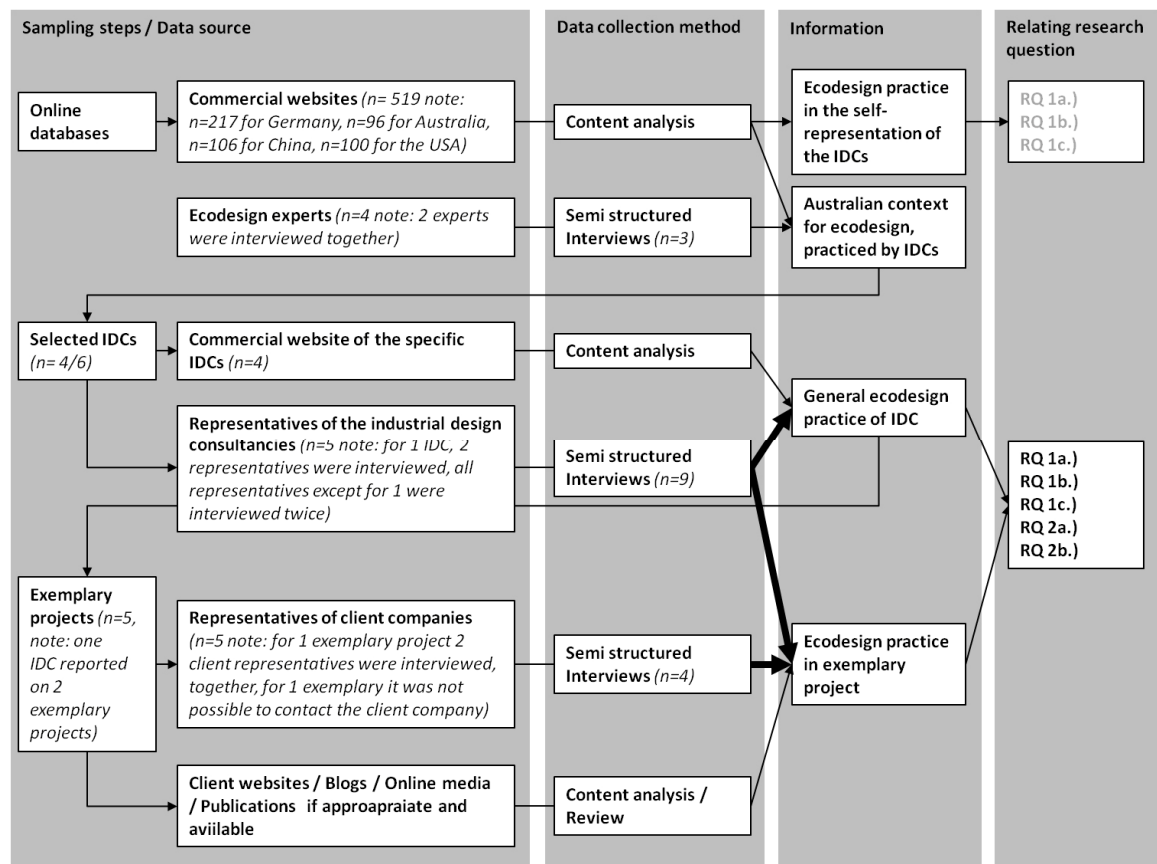 Sampling steps / Data source
Data collection method
Information
Relating research
question
Online
databases
Commercial websites (n= 519 note:
n=217 for Germany, n=96 for Australia,
n=106 for China, n=100 for the USA)
Content analysis
Ecodesign practice
in the self-
representation of
the IDCs
RQ 1a.)
RQ 1b.)
RQ 1c.)
Ecodesign experts (n=4 note: 2 experts
were interviewed together)
Semi structured
Interviews (n=3)
Australian context
for ecodesign,
practiced by IDCs
Selected IDCs
(n= 4/6)
Commercial website of the specific
IDCs (n=4)
Content analysis
General ecodesign
practice of IDC
Representatives of the industrial design
consultancies (n=5 note: for 1 IDC, 2
representatives were interviewed, all
representatives except for 1 were
interviewed twice)
Semi structured
Interviews (n=9)
RQ 1a.)
RQ 1b.)
RQ 1c.)
RQ 2a.)
RQ 2b.)
Exemplary
projects (n=5,
note: one
IDC reported
on 2
exemplary
projects)
Representatives of client companies
(n=5 note: for 1 exemplary project 2
client representatives were interviewed,
together, for 1 exemplary it was not
possible to contact the client company)
Semi structured
Interviews (n=4)
Ecodesign practice
in exemplary
project
Client websites / Blogs / Online media
/ Publications if approapraiate and
aviilable
Content analysis /
Review